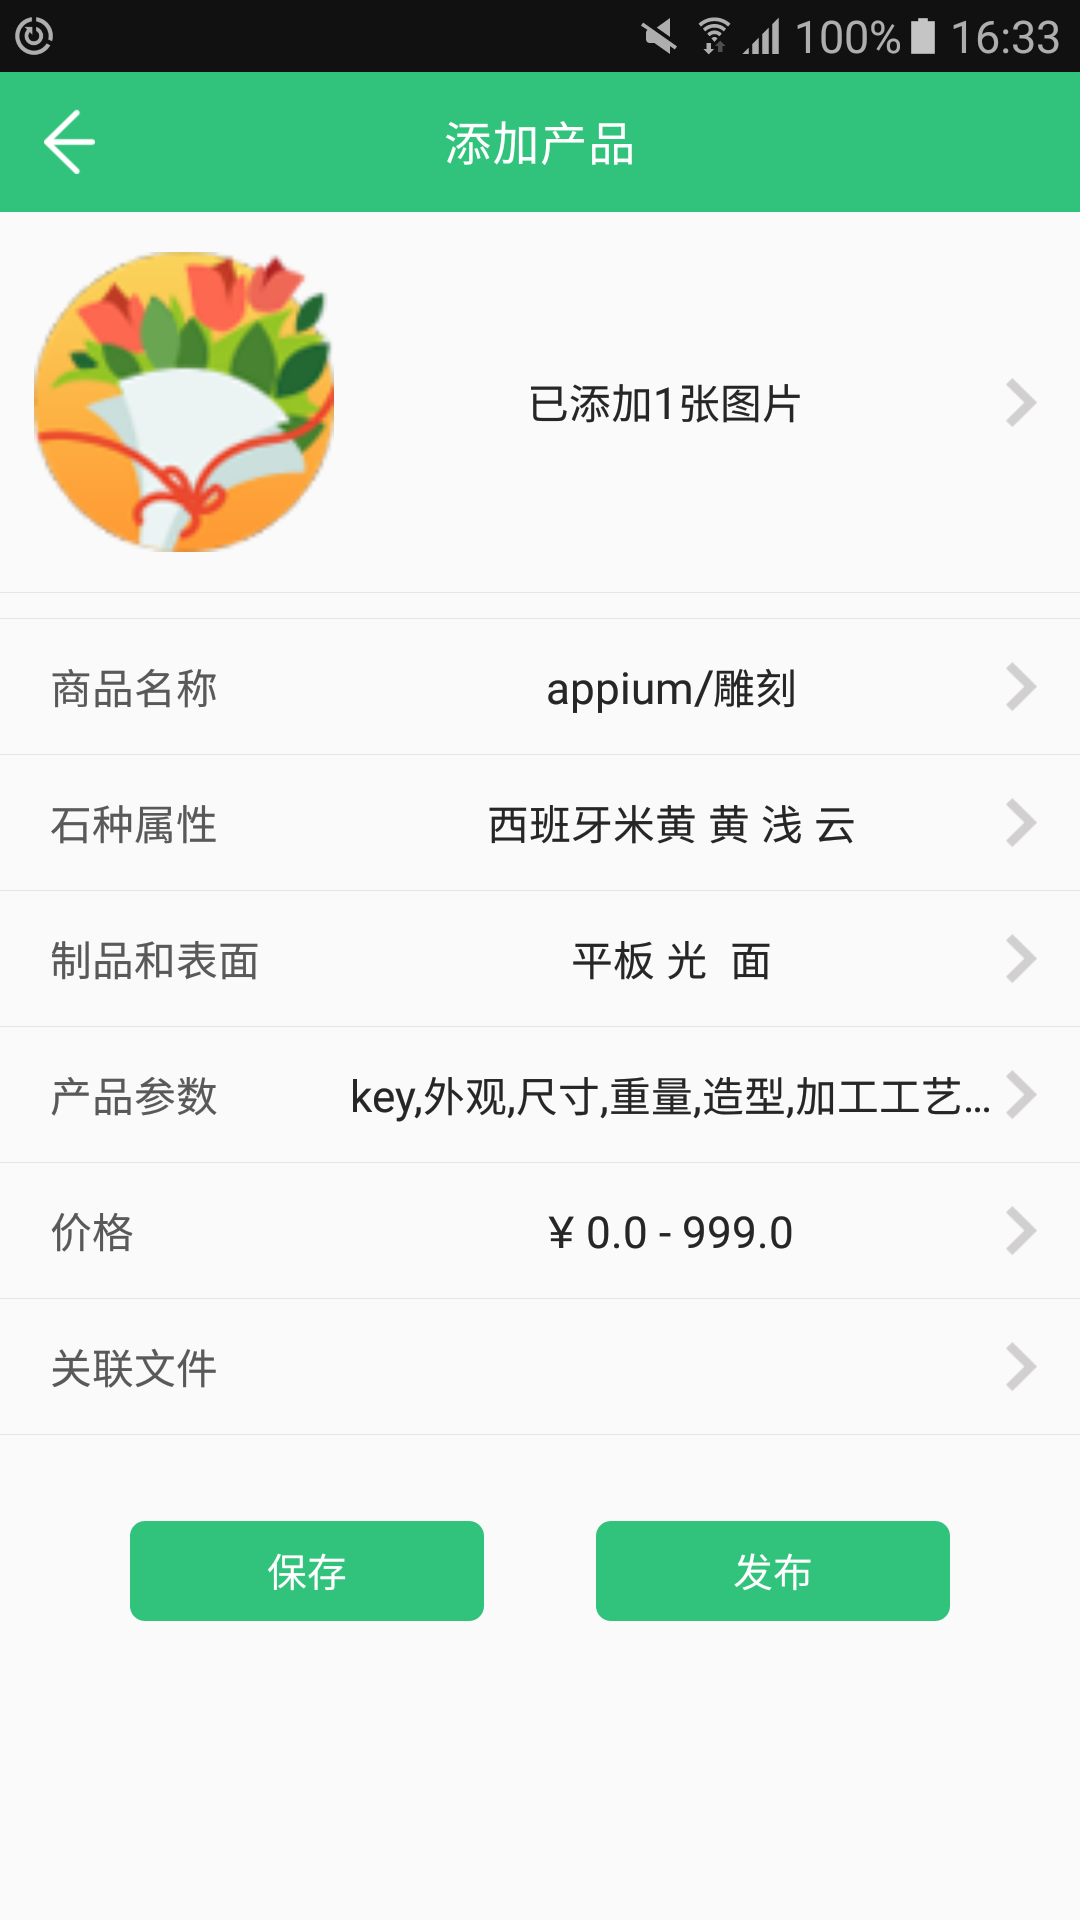 100% 16:33
添加产品
已添加1张图片
商品名称 appium/雕刻
石种属性 西班牙米黄 黄 浅 云
制品和表面 平板 光 面
产品参数 key,外观,尺寸,重量,造型,加工工艺...
价格 ¥ 0.0 - 999.0
关联文件
保存 发布